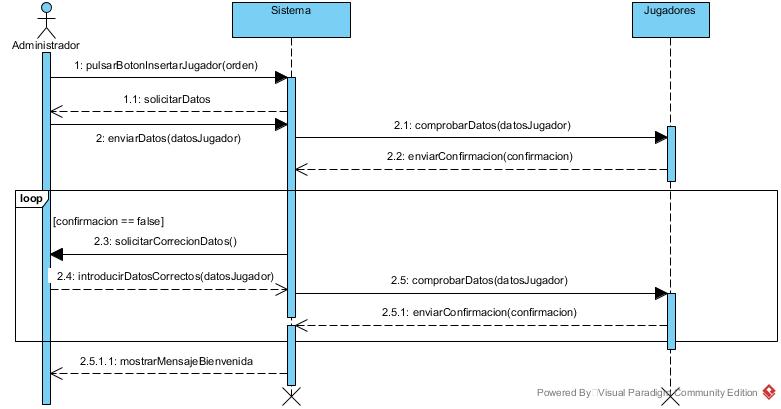 Sistema
Jugadores
Administrador
1: pulsarBotonInsertarJugador(orden)
1.1: solicitarDatos
2: enviarDatos(datosJugador)
2.1: comprobarDatos(datosJugador)
2.2: enviarConfirmacion(confirmacion)
loop
[confirmacion == false]
2.3: solicitarCorrecionDatos()
2.4: introducirDatosCorrectos(datosJugador)
2.5: comprobarDatos(datosJugador)
2.5.1: enviarConfirmacion(confirmacion)
2.5.1.1: mostrarMensajeBienvenida
Powered By Visual Paradigm Community Edition